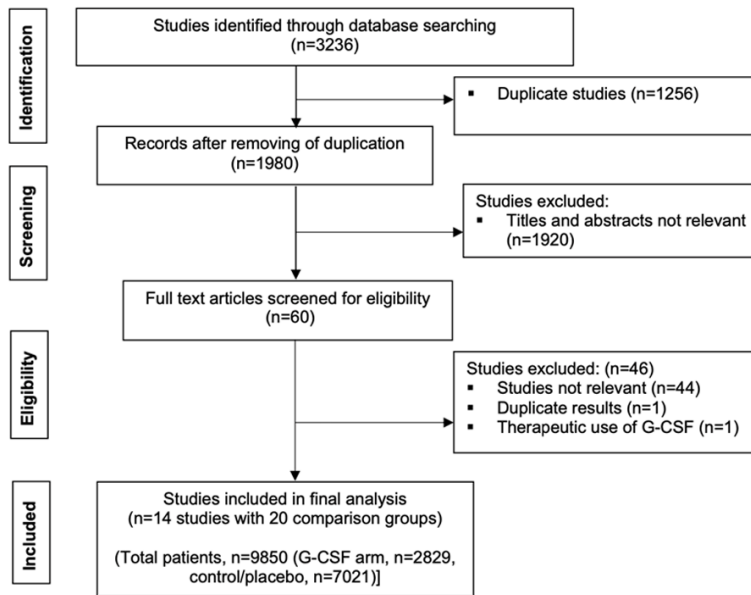 Identification
Studies identified through database searching
(n=3236)
▪ Duplicate studies (n=1256)
Records after removing of duplication
(n=1980)
Screening
Studies excluded:
▪ Titles and abstracts not relevant
(n=1920)
Full text articles screened for eligibility
(n=60)
Eligibility
Studies excluded: (n=46)
▪ Studies not relevant (n=44)
▪ Duplicate results (n=1)
▪ Therapeutic use of G-CSF (n=1)
Included
Studies included in final analysis
(n=14 studies with 20 comparison groups)
(Total patients, n=9850 (G-CSF arm, n=2829,
control/placebo, n=7021)]